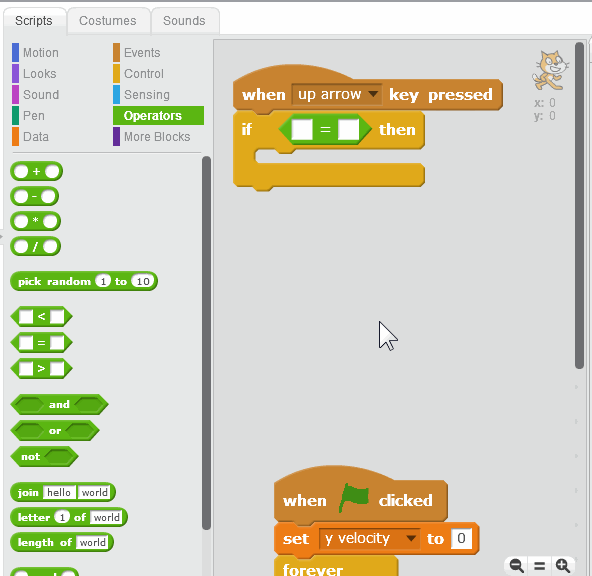 Scripts Costumes Sounds
Motion Events
Looks Control
Sound Sensing
Pen Operators
Data More Blocks
+
-
*
/
pick random 1 to 10
<
=
>
and
or
not
join hello world
letter 1 of world
length of world
when up arrow key pressed
if = then
x: 0
y: 0
when clicked
set y velocity to 0
forever